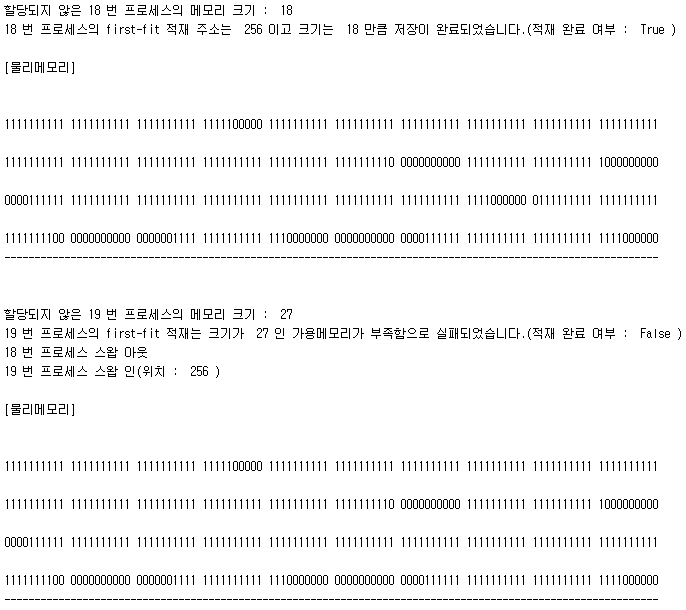 할당되지 않은 18 번 프로세스의 메모리 크기 : 18
18 번 프로세스의 first-fit 적재 주소는 256 이고 크기는 18 만큼 저장이 완료되었습니다.(적재 완료 여부 : True )
[물리메모리]
1111111111 1111111111 1111111111 1111100000 1111111111 1111111111 1111111111 1111111111 1111111111 1111111111
1111111111 1111111111 1111111111 1111111111 1111111111 1111111110 0000000000 1111111111 1111111111 1000000000
0000111111 1111111111 1111111111 1111111111 1111111111 1111111111 1111111111 1111000000 0111111111 1111111111
1111111100 0000000000 0000001111 1111111111 1110000000 0000000000 0000111111 1111111111 1111111111 1111000000
----------------------------------------------------------------------------------------------------
할당되지 않은 19 번 프로세스의 메모리 크기 : 27
19 번 프로세스의 first-fit 적재는 크기가 27 인 가용메모리가 부족함으로 실패되었습니다.(적재 완료 여부 : False )
18 번 프로세스 스왑 아웃
19 번 프로세스 스왑 인(위치 : 256 )
[물리메모리]
1111111111 1111111111 1111111111 1111100000 1111111111 1111111111 1111111111 1111111111 1111111111 1111111111
1111111111 1111111111 1111111111 1111111111 1111111111 1111111110 0000000000 1111111111 1111111111 1000000000
0000111111 1111111111 1111111111 1111111111 1111111111 1111111111 1111111111 1111111111 1111111111 1111111111
1111111100 0000000000 0000001111 1111111111 1110000000 0000000000 0000111111 1111111111 1111111111 1111000000
----------------------------------------------------------------------------------------------------